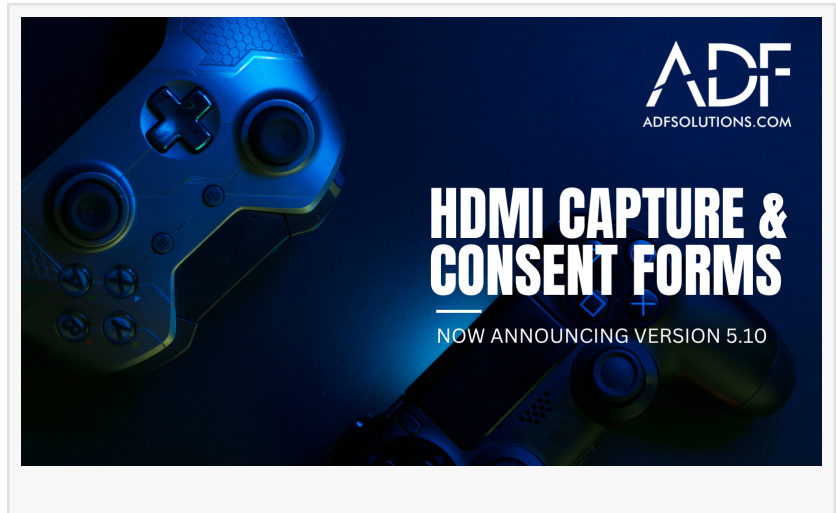 ADF
ADFSOLUTIONS.COM
HDMI CAPTURE &
CONSENT FORMS
NOW ANNOUNCING VERSION 5.10